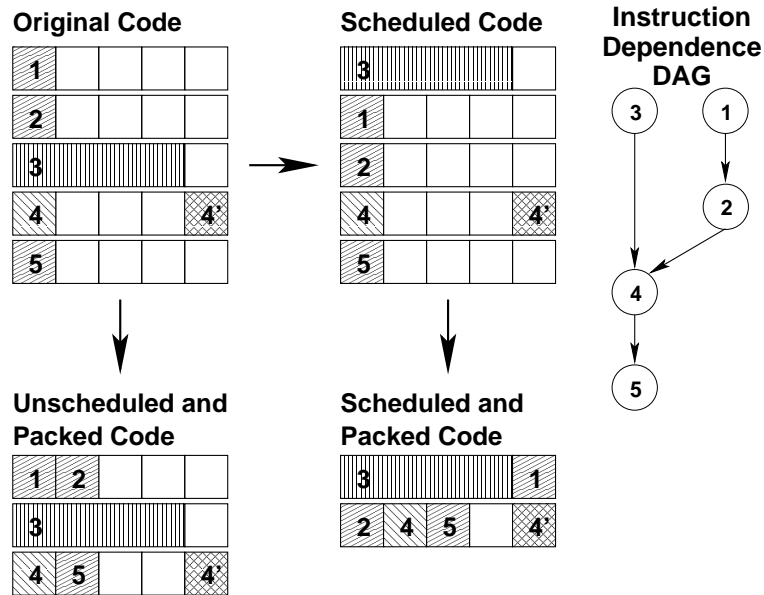 Original Code
1
2
3
4 4'
5
Scheduled Code
3
1
2
4 4'
5
Instruction
Dependence
DAG
3 1
2
4
5
Unscheduled and
Packed Code
1 2
3
4 5 4'
Scheduled and
Packed Code
3 1
2 4 5 4'